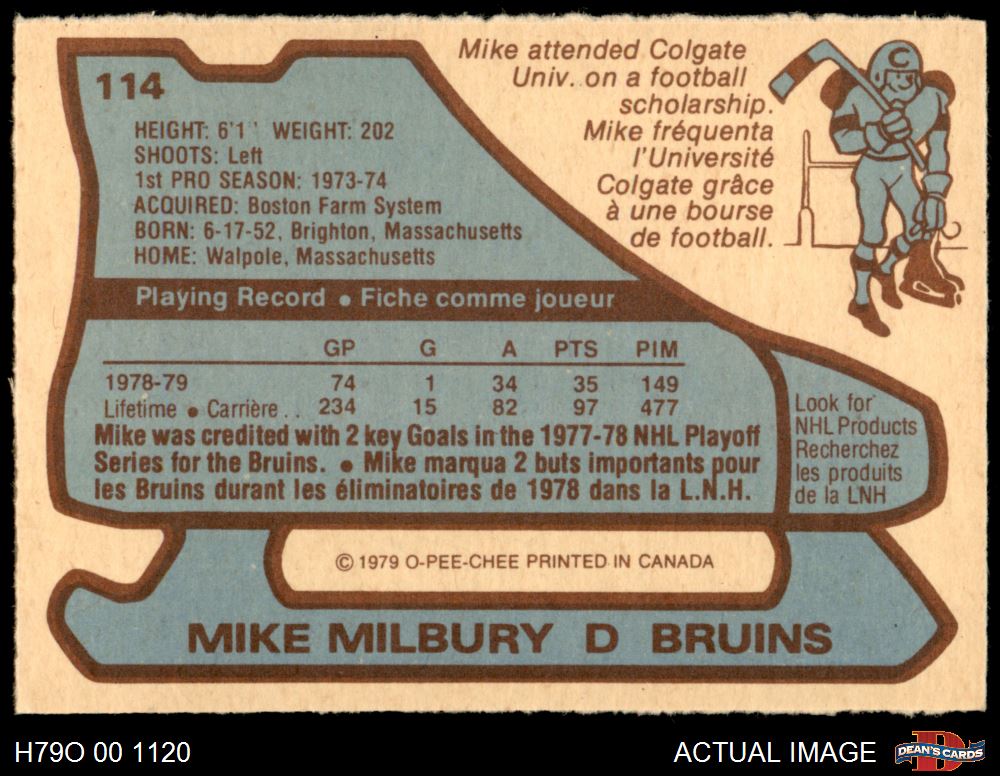 114
HEIGHT: 6'1'' WEIGHT: 202
SHOOTS: Left
1st PRO SEASON: 1973-74
ACQUIRED: Boston Farm System
BORN: 6-17-52, Brighton, Massachusetts
HOME: Walpole, Massachusetts
Mike attended Colgate
Univ. on a football
scholarship.
Mike fréquenta
l'Université
Colgate grâce
à une bourse
de football.
C
Playing Record • Fiche comme joueur
GP G A PTS PIM
1978-79 74 1 34 35 149
Lifetime • Carrière . . 234 15 82 97 477
Mike was credited with 2 key Goals in the 1977-78 NHL Playoff
Series for the Bruins. • Mike marqua 2 buts importants pour
les Bruins durant les éliminatoires de 1978 dans la L.N.H.
Look for
NHL Products
Recherchez
les produits
de la LNH
© 1979 O-PEE-CHEE PRINTED IN CANADA
MIKE MILBURY D BRUINS
H79O 00 1120
ACTUAL IMAGE
D
DEAN'S CARDS